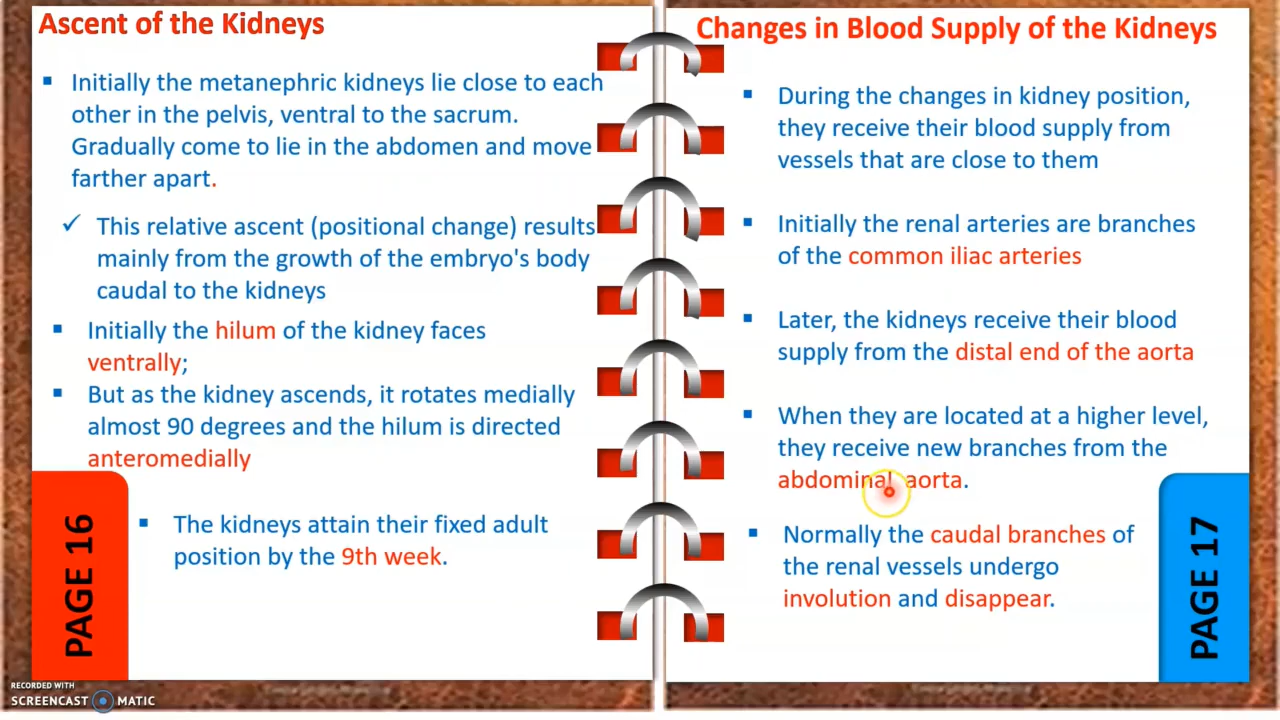 Ascent of the Kidneys
▪ Initially the metanephric kidneys lie close to each
other in the pelvis, ventral to the sacrum.
Gradually come to lie in the abdomen and move
farther apart.
✓ This relative ascent (positional change) results
mainly from the growth of the embryo's body
caudal to the kidneys
▪ Initially the hilum of the kidney faces
ventrally;
▪ But as the kidney ascends, it rotates medially
almost 90 degrees and the hilum is directed
anteromedially
▪ The kidneys attain their fixed adult
position by the 9th week.
PAGE 16
Changes in Blood Supply of the Kidneys
▪ During the changes in kidney position,
they receive their blood supply from
vessels that are close to them
▪ Initially the renal arteries are branches
of the common iliac arteries
▪ Later, the kidneys receive their blood
supply from the distal end of the aorta
▪ When they are located at a higher level,
they receive new branches from the
abdominal aorta.
▪ Normally the caudal branches of
the renal vessels undergo
involution and disappear.
PAGE 17
RECORDED WITH
SCREENCAST MATIC